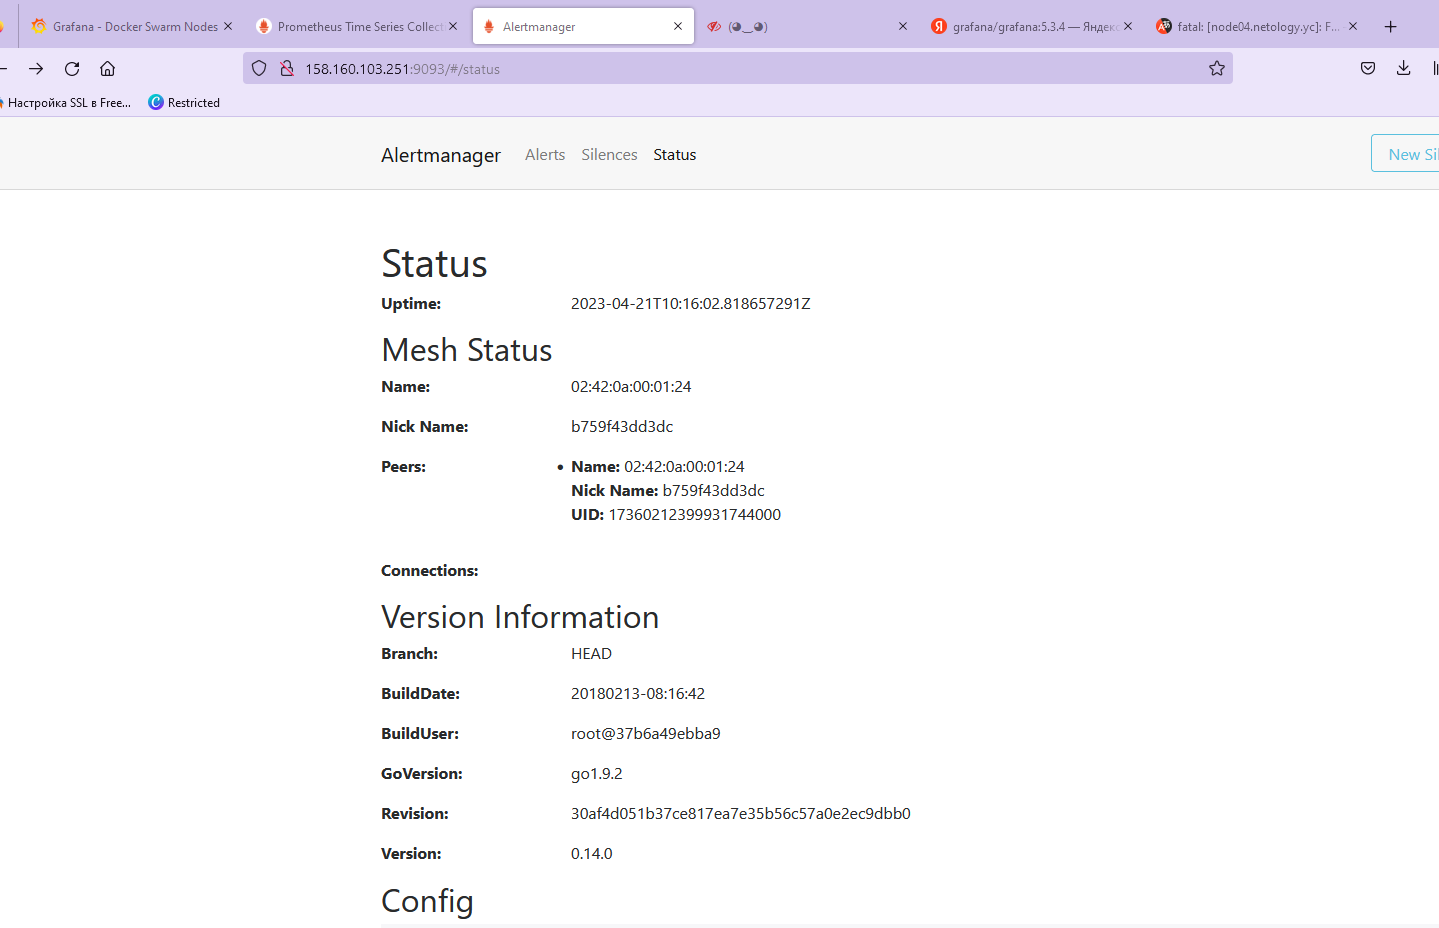 Grafana - Docker Swarm Nodes
Prometheus Time Series Collecti
Alertmanager
(◕‿◕)
grafana/grafana:5.3.4 — Яндекс
fatal: [node04.netology.yc]: F...
158.160.103.251:9093/#/status
Настройка SSL в Free...
Restricted
Alertmanager Alerts Silences Status New Sil
Status
Uptime: 2023-04-21T10:16:02.818657291Z
Mesh Status
Name: 02:42:0a:00:01:24
Nick Name: b759f43dd3dc
Peers: • Name: 02:42:0a:00:01:24
Nick Name: b759f43dd3dc
UID: 17360212399931744000
Connections:
Version Information
Branch: HEAD
BuildDate: 20180213-08:16:42
BuildUser: root@37b6a49ebba9
GoVersion: go1.9.2
Revision: 30af4d051b37ce817ea7e35b56c57a0e2ec9dbb0
Version: 0.14.0
Config